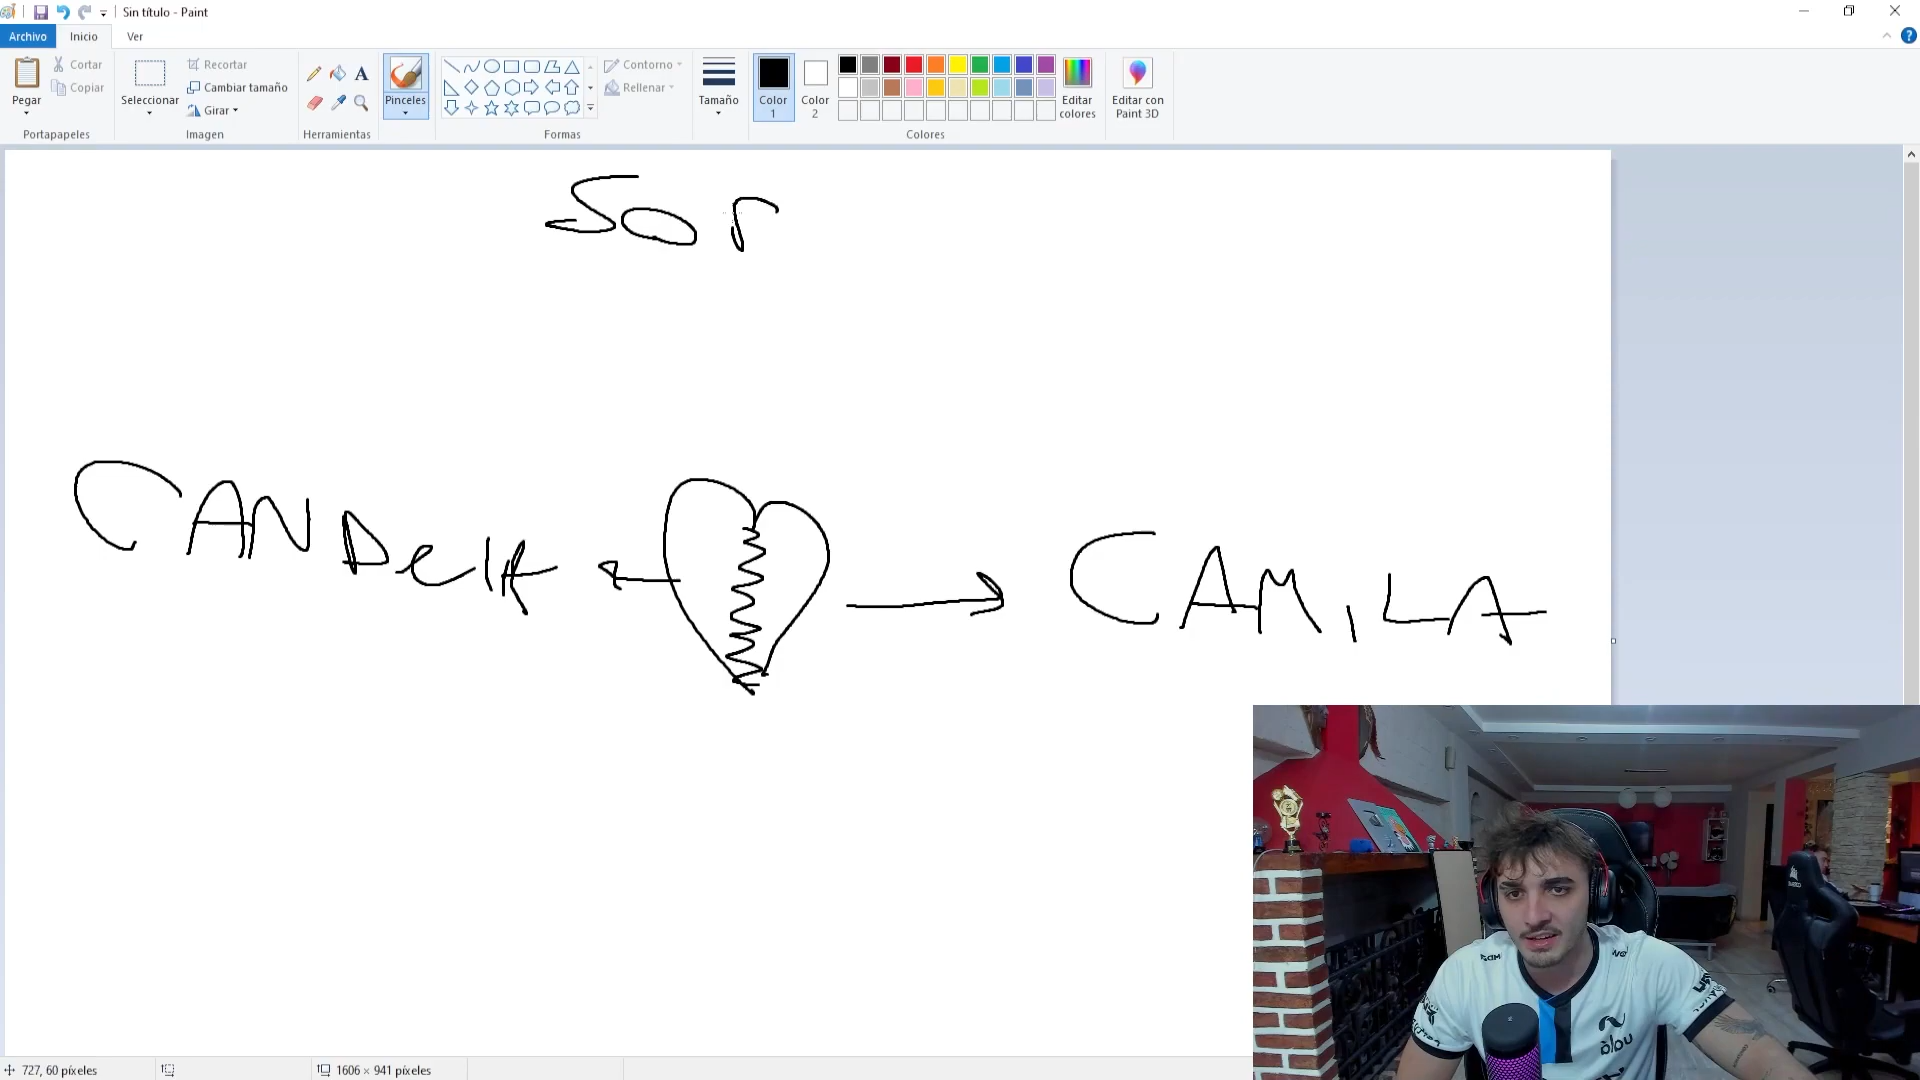 Sin título - Paint
Archivo Inicio Ver
Pegar
Cortar
Copiar
Portapapeles
Seleccionar
Recortar
Cambiar tamaño
Girar
Imagen
Herramientas
Pinceles
Contorno
Rellenar
Formas
Tamaño
Color 1
Color 2
Editar colores
Colores
Editar con Paint 3D
Sor
CANDelA
CAMiLA
727, 60 píxeles
1606 × 941 píxeles